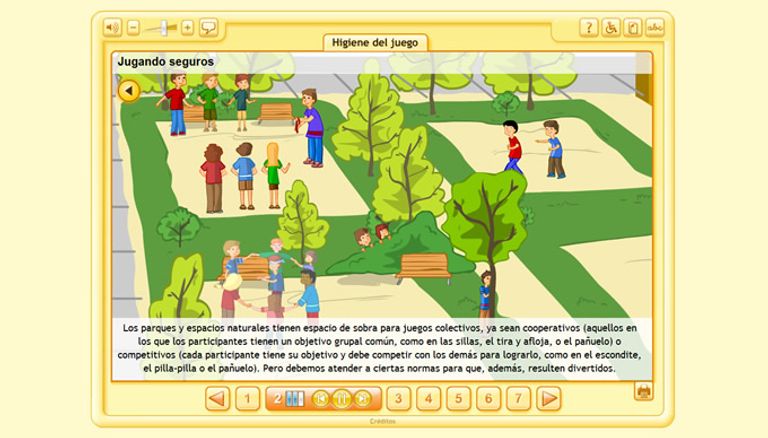 ?
abc
Higiene del juego
Jugando seguros
Los parques y espacios naturales tienen espacio de sobra para juegos colectivos, ya sean cooperativos (aquellos en
los que los participantes tienen un objetivo grupal común, como en las sillas, el tira y afloja, o el pañuelo) o
competitivos (cada participante tiene su objetivo y debe competir con los demás para lograrlo, como en el escondite,
el pilla-pilla o el pañuelo). Pero debemos atender a ciertas normas para que, además, resulten divertidos.
1 2 3 4 5 6 7
Créditos